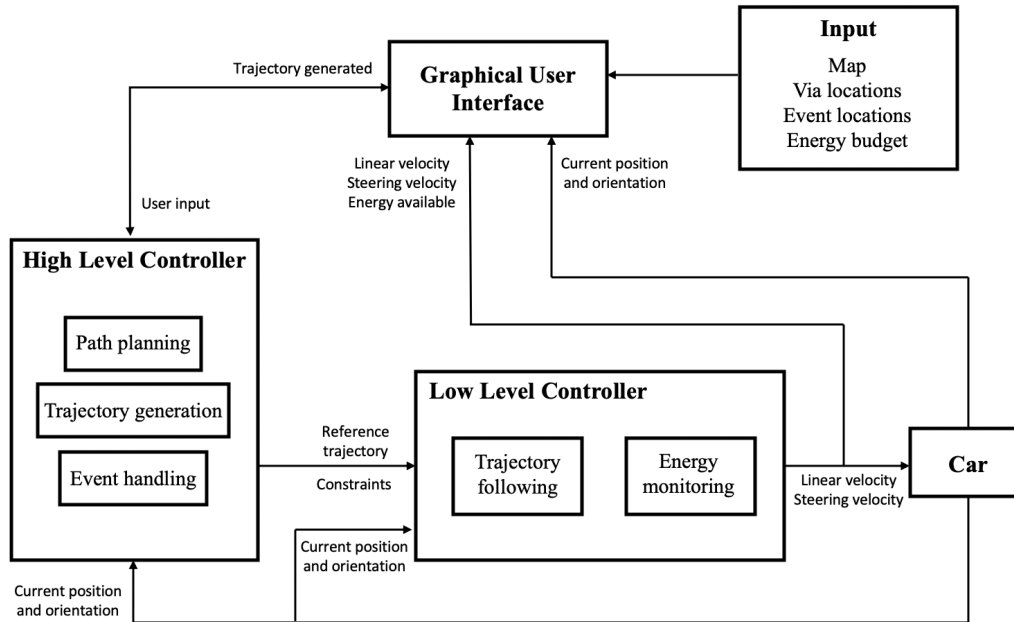 Input
Map
Via locations
Event locations
Energy budget
Graphical User
Interface
Trajectory generated
User input
Linear velocity
Steering velocity
Energy available
Current position
and orientation
High Level Controller
Path planning
Trajectory generation
Event handling
Reference
trajectory
Constraints
Low Level Controller
Trajectory
following
Energy
monitoring
Linear velocity
Steering velocity
Car
Current position
and orientation
Current position
and orientation